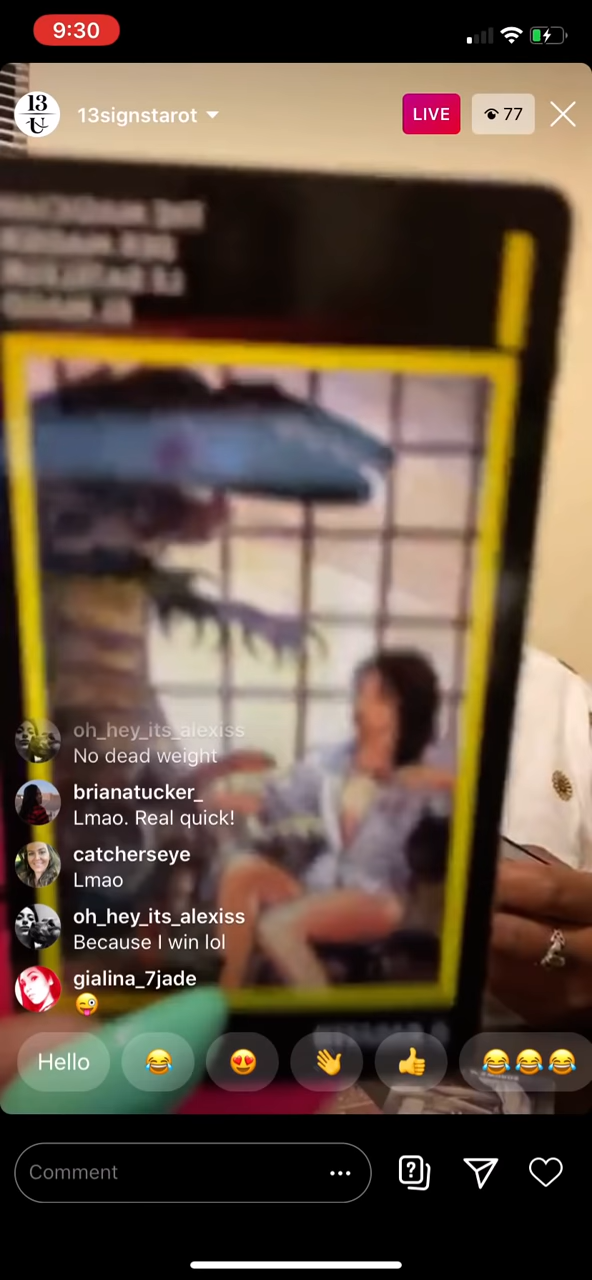 9:30
13
U
13signstarot
LIVE
77
oh_hey_its_alexiss
No dead weight
brianatucker_
Lmao. Real quick!
catcherseye
Lmao
oh_hey_its_alexiss
Because I win lol
gialina_7jade
😜
Hello 😂 😍 👋 👍 😂😂😂
Comment